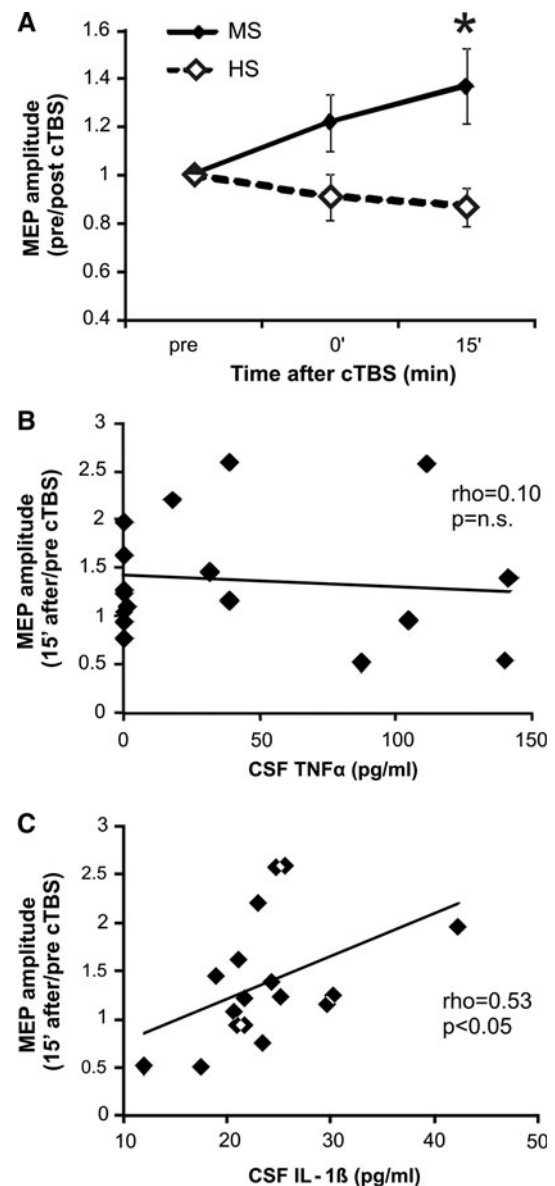 A
MEP amplitude
(pre/post cTBS)
1.6
1.4
1.2
1
0.8
0.6
0.4
MS
HS
*
pre
0'
15'
Time after cTBS (min)
B
MEP amplitude
(15' after/pre cTBS)
3
2.5
2
1.5
1
0.5
0
rho=0.10
p=n.s.
0
50
100
150
CSF TNFα (pg/ml)
C
MEP amplitude
(15' after/pre cTBS)
3
2.5
2
1.5
1
0.5
0
rho=0.53
p<0.05
10
20
30
40
50
CSF IL-1ß (pg/ml)